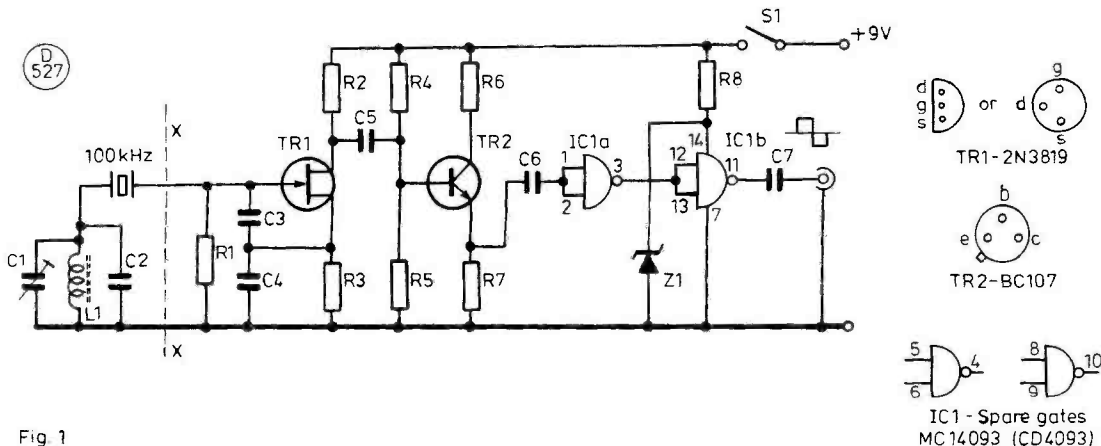 D
527
S1
+9V
R2
R4
R6
R8
C5
TR1
TR2
IC1a
IC1b
14
C6
1
2
3
12
13
11
7
C7
100kHz
X
C3
C1
C2
R1
C4
R3
R5
R7
Z1
L1
X
d
g
s
or
g
d
s
TR1-2N3819
b
e
c
TR2-BC107
5
6
4
8
9
10
IC1 - Spare gates
MC14093 (CD4093)
Fig. 1